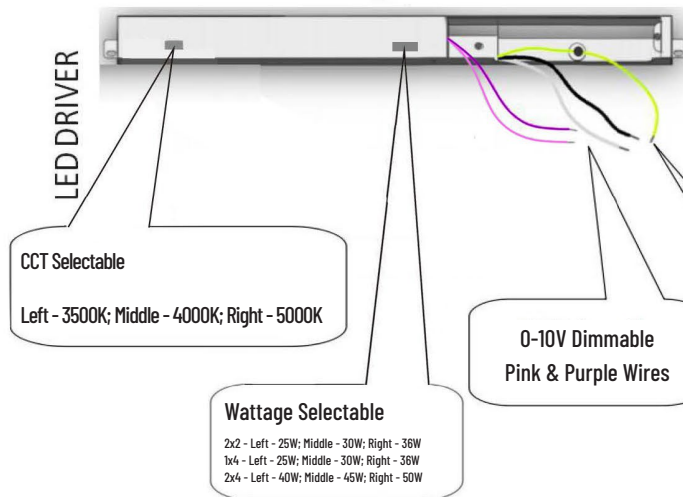 LED DRIVER
CCT Selectable
Left - 3500K; Middle - 4000K; Right - 5000K
0-10V Dimmable
Pink & Purple Wires
Wattage Selectable
2x2 - Left - 25W; Middle - 30W; Right - 36W
1x4 - Left - 25W; Middle - 30W; Right - 36W
2x4 - Left - 40W; Middle - 45W; Right - 50W